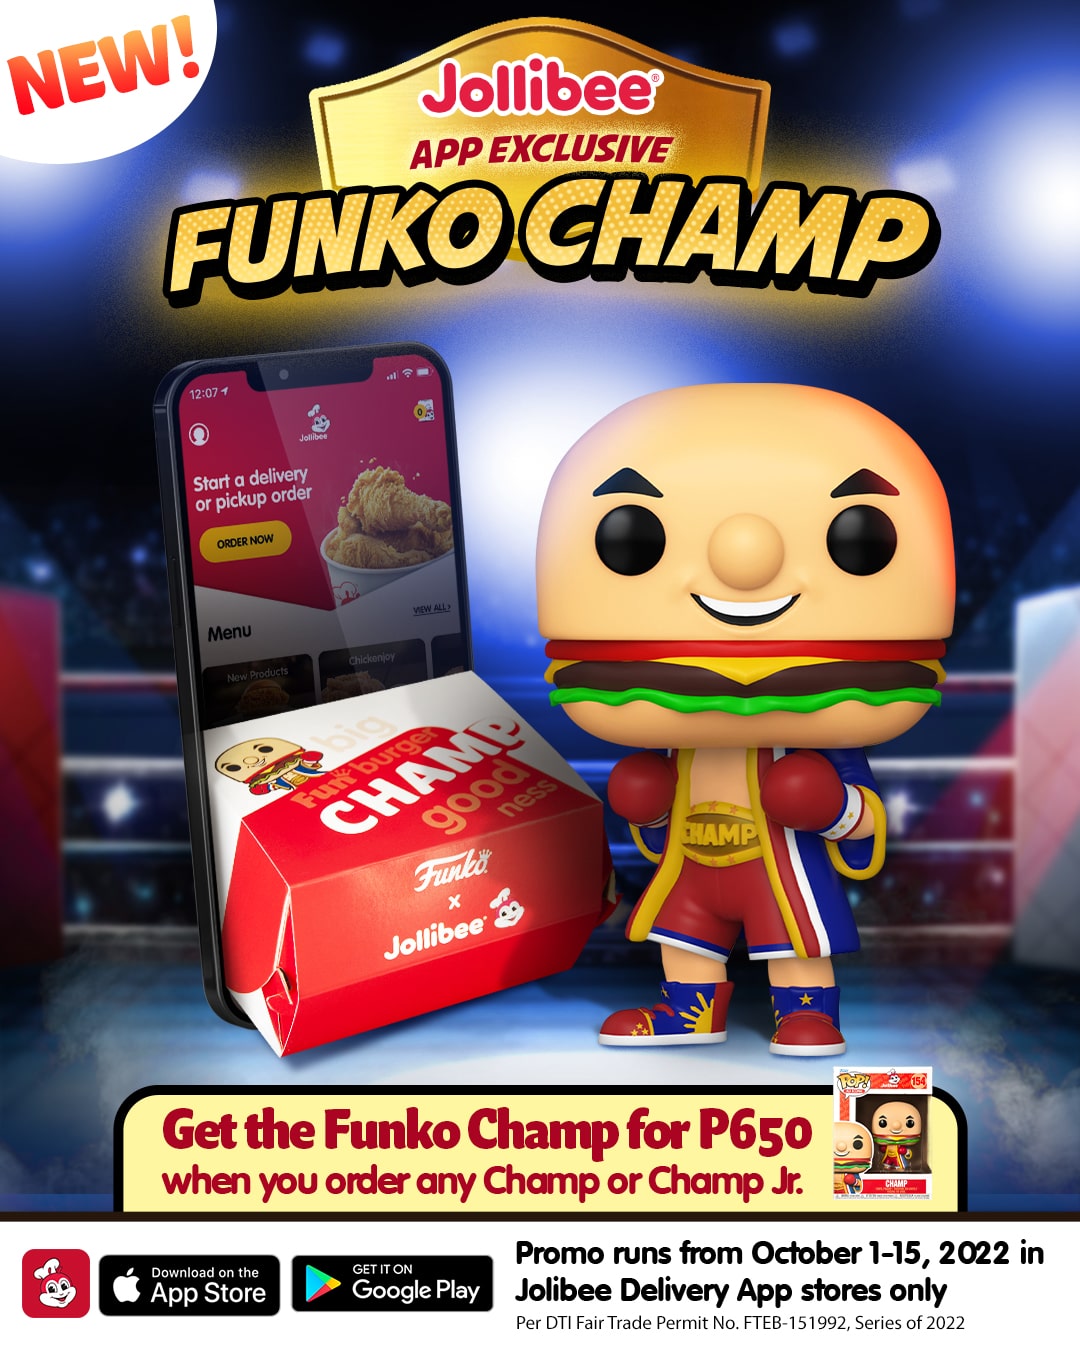 NEW!
Jollibee®
APP EXCLUSIVE
FUNKO CHAMP
12:07
0
Jollibee
Start a delivery
or pickup order
ORDER NOW
VIEW ALL>
Menu
New Products
Chickenjoy
big
Fun burger
CHAMP
good
ness
Funko
x
Jollibee
CHAMP
POP!
154
CHAMP
Get the Funko Champ for P650
when you order any Champ or Champ Jr.
Download on the
App Store
GET IT ON
Google Play
Promo runs from October 1-15, 2022 in
Jolibee Delivery App stores only
Per DTI Fair Trade Permit No. FTEB-151992, Series of 2022